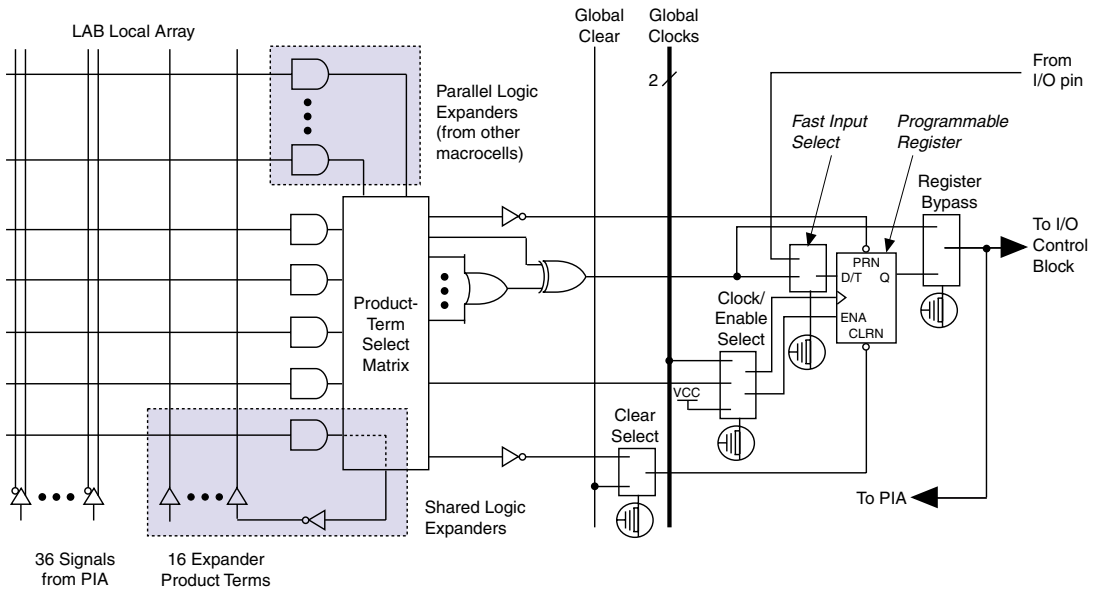 LAB Local Array
Global
Clear
Global
Clocks
2
From
I/O pin
Parallel Logic
Expanders
(from other
macrocells)
Fast Input
Select
Programmable
Register
Register
Bypass
To I/O
Control
Block
PRN
D/T
Q
ENA
CLRN
Clock/
Enable
Select
VCC
Product-
Term
Select
Matrix
Clear
Select
To PIA
Shared Logic
Expanders
36 Signals
from PIA
16 Expander
Product Terms